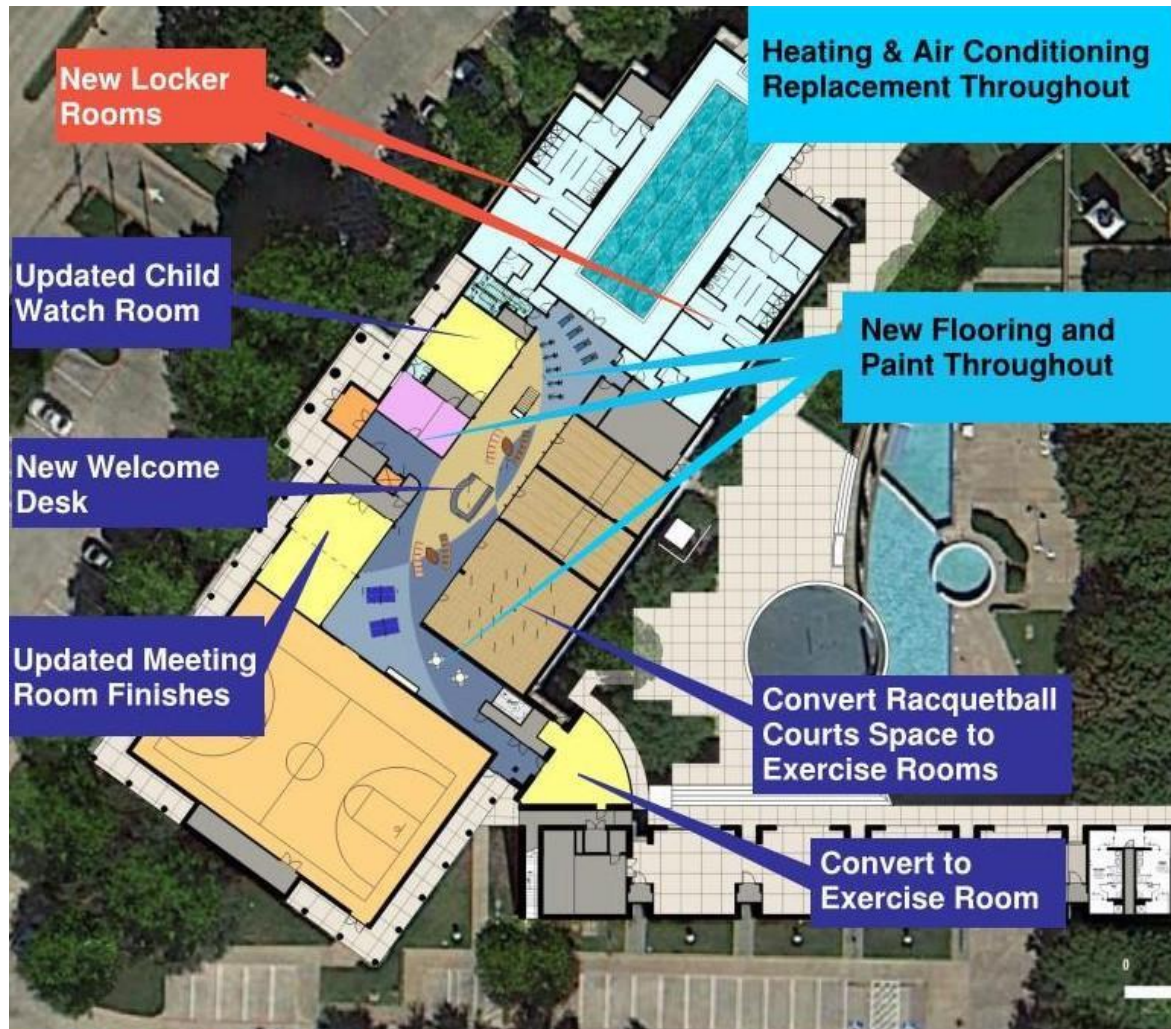 New Locker
Rooms
Heating & Air Conditioning
Replacement Throughout
Updated Child
Watch Room
New Flooring and
Paint Throughout
New Welcome
Desk
Updated Meeting
Room Finishes
Convert Racquetball
Courts Space to
Exercise Rooms
Convert to
Exercise Room
0